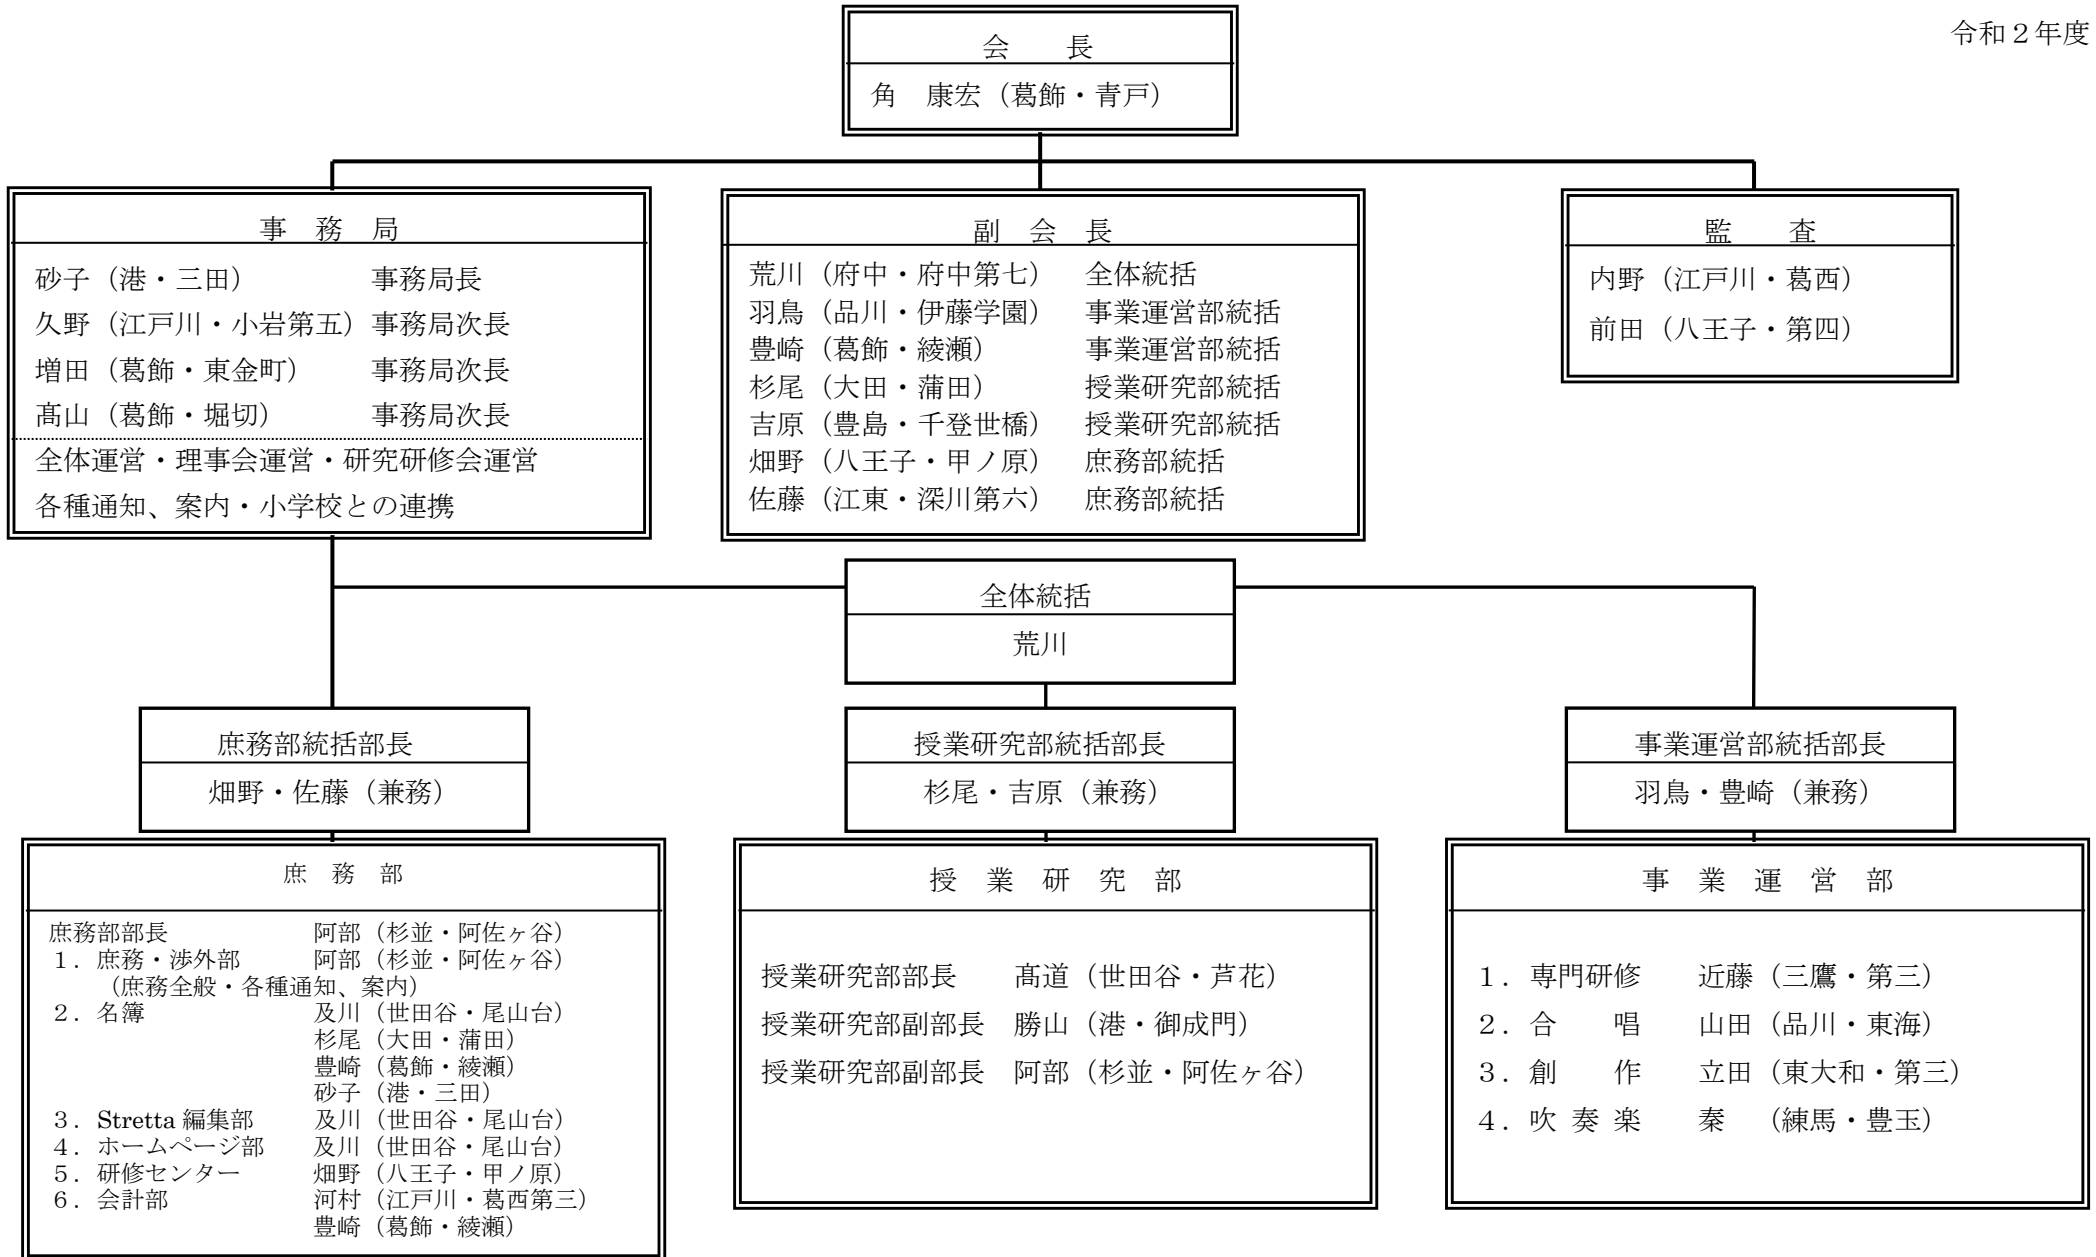 令和２年度
会　　長
角　康宏（葛飾・青戸）
事　務　局
砂子（港・三田）　事務局長
久野（江戸川・小岩第五）事務局次長
増田（葛飾・東金町）　事務局次長
髙山（葛飾・堀切）　事務局次長
全体運営・理事会運営・研究研修会運営
各種通知、案内・小学校との連携
副　会　長
荒川（府中・府中第七）　全体統括
羽鳥（品川・伊藤学園）　事業運営部統括
豊崎（葛飾・綾瀬）　事業運営部統括
杉尾（大田・蒲田）　授業研究部統括
吉原（豊島・千登世橋）　授業研究部統括
畑野（八王子・甲ノ原）　庶務部統括
佐藤（江東・深川第六）　庶務部統括
監　　査
内野（江戸川・葛西）
前田（八王子・第四）
全体統括
荒川
庶務部統括部長
畑野・佐藤（兼務）
授業研究部統括部長
杉尾・吉原（兼務）
事業運営部統括部長
羽鳥・豊崎（兼務）
庶　務　部
庶務部部長　阿部（杉並・阿佐ヶ谷）
１．庶務・渉外部　阿部（杉並・阿佐ヶ谷）
（庶務全般・各種通知、案内）
２．名簿　及川（世田谷・尾山台）
杉尾（大田・蒲田）
豊崎（葛飾・綾瀬）
砂子（港・三田）
３．Stretta 編集部　及川（世田谷・尾山台）
４．ホームページ部　及川（世田谷・尾山台）
５．研修センター　畑野（八王子・甲ノ原）
６．会計部　河村（江戸川・葛西第三）
豊崎（葛飾・綾瀬）
授　業　研　究　部
授業研究部部長　髙道（世田谷・芦花）
授業研究部副部長　勝山（港・御成門）
授業研究部副部長　阿部（杉並・阿佐ヶ谷）
事　業　運　営　部
１．専門研修　近藤（三鷹・第三）
２．合　　唱　山田（品川・東海）
３．創　　作　立田（東大和・第三）
４．吹 奏 楽　秦　（練馬・豊玉）